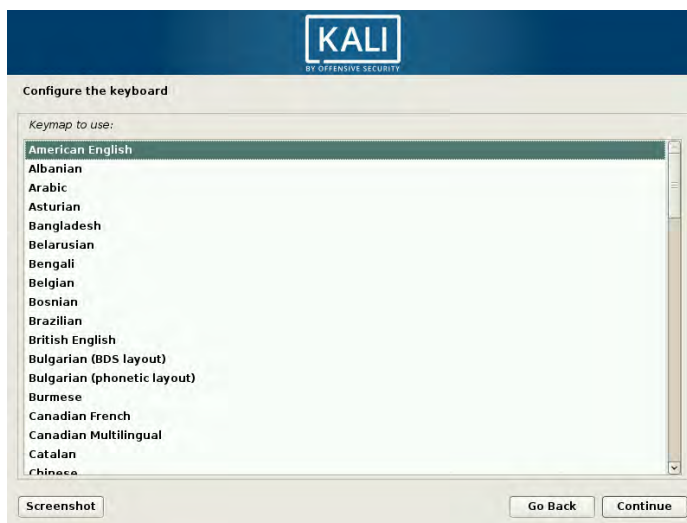 KALI
BY OFFENSIVE SECURITY
Configure the keyboard
Keymap to use:
American English
Albanian
Arabic
Asturian
Bangladesh
Belarusian
Bengali
Belgian
Bosnian
Brazilian
British English
Bulgarian (BDS layout)
Bulgarian (phonetic layout)
Burmese
Canadian French
Canadian Multilingual
Catalan
Chinese
Screenshot Go Back Continue